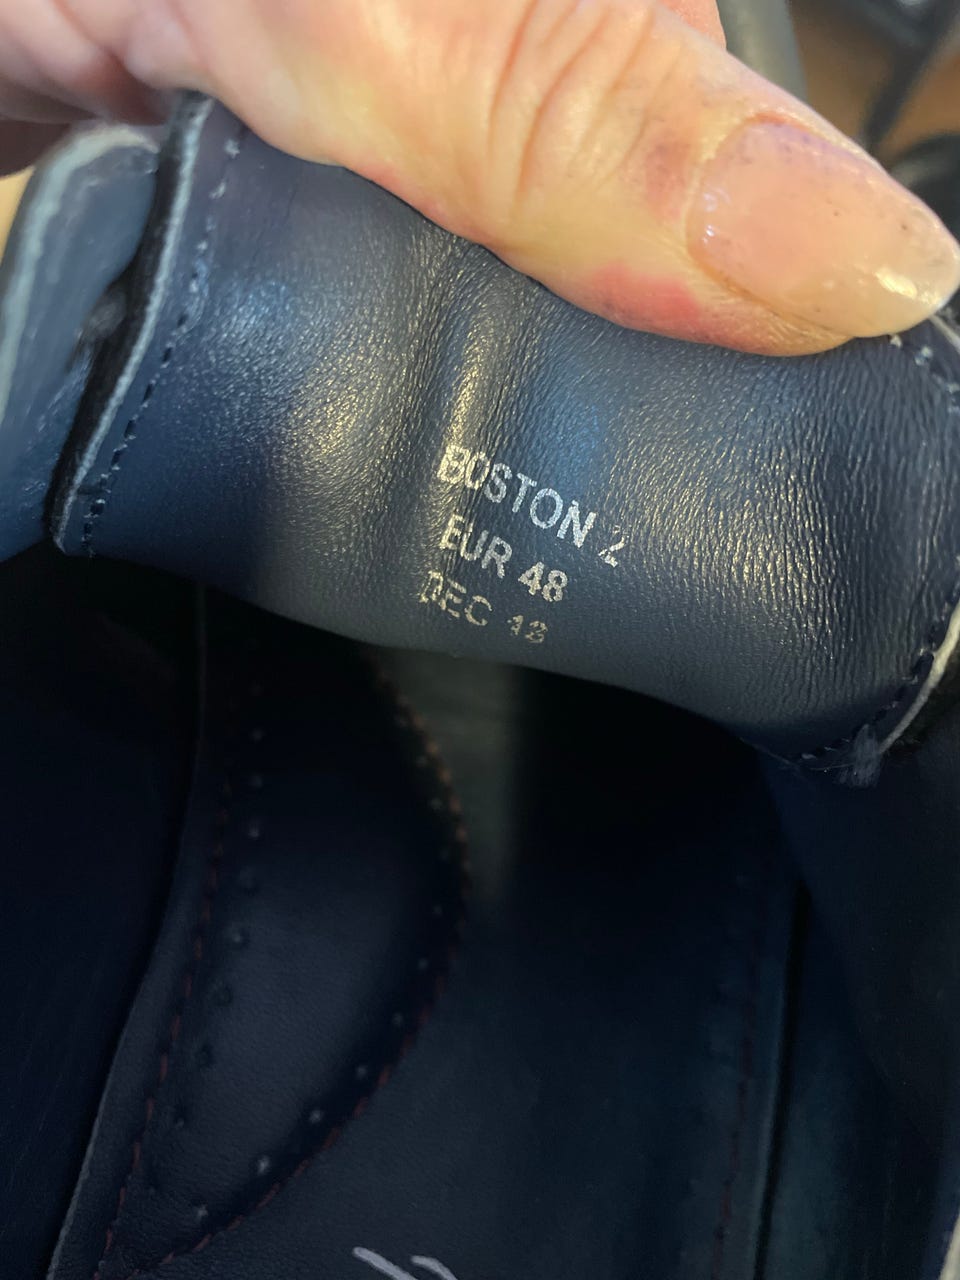 BOSTON 2
EUR 48
DEC 13